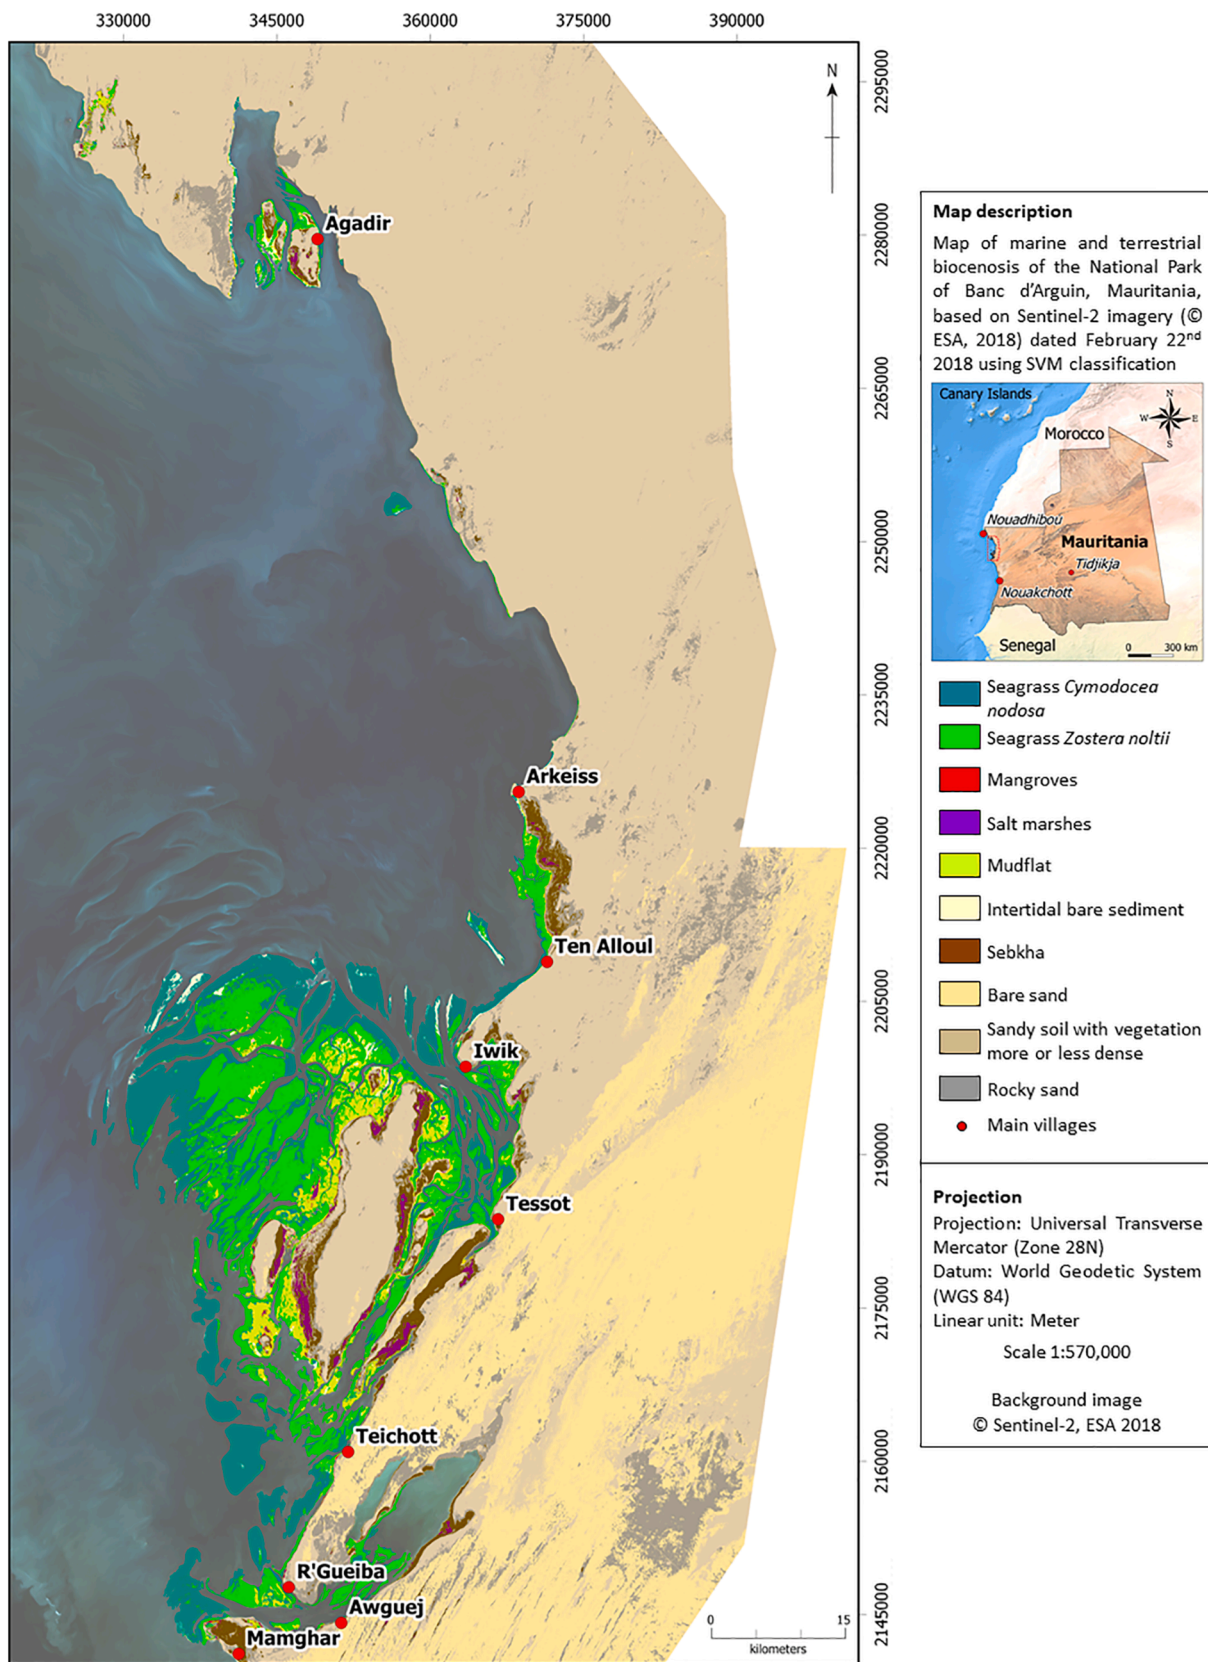 330000 345000 360000 375000 390000
2295000
2280000
2265000
2250000
2235000
2220000
2205000
2190000
2175000
2160000
2145000
N
Agadir
Arkeiss
Ten Alloul
Iwik
Tessot
Teichott
R'Gueiba
Awguej
Mamghar
0 15
kilometers
Map description
Map of marine and terrestrial
biocenosis of the National Park
of Banc d'Arguin, Mauritania,
based on Sentinel-2 imagery (©
ESA, 2018) dated February 22nd
2018 using SVM classification
Canary Islands
N
W E
S
Morocco
Nouadhibou
Mauritania
Tidjikja
Nouakchott
Senegal
0 300 km
Seagrass Cymodocea
nodosa
Seagrass Zostera noltii
Mangroves
Salt marshes
Mudflat
Intertidal bare sediment
Sebkha
Bare sand
Sandy soil with vegetation
more or less dense
Rocky sand
Main villages
Projection
Projection: Universal Transverse
Mercator (Zone 28N)
Datum: World Geodetic System
(WGS 84)
Linear unit: Meter
Scale 1:570,000
Background image
© Sentinel-2, ESA 2018